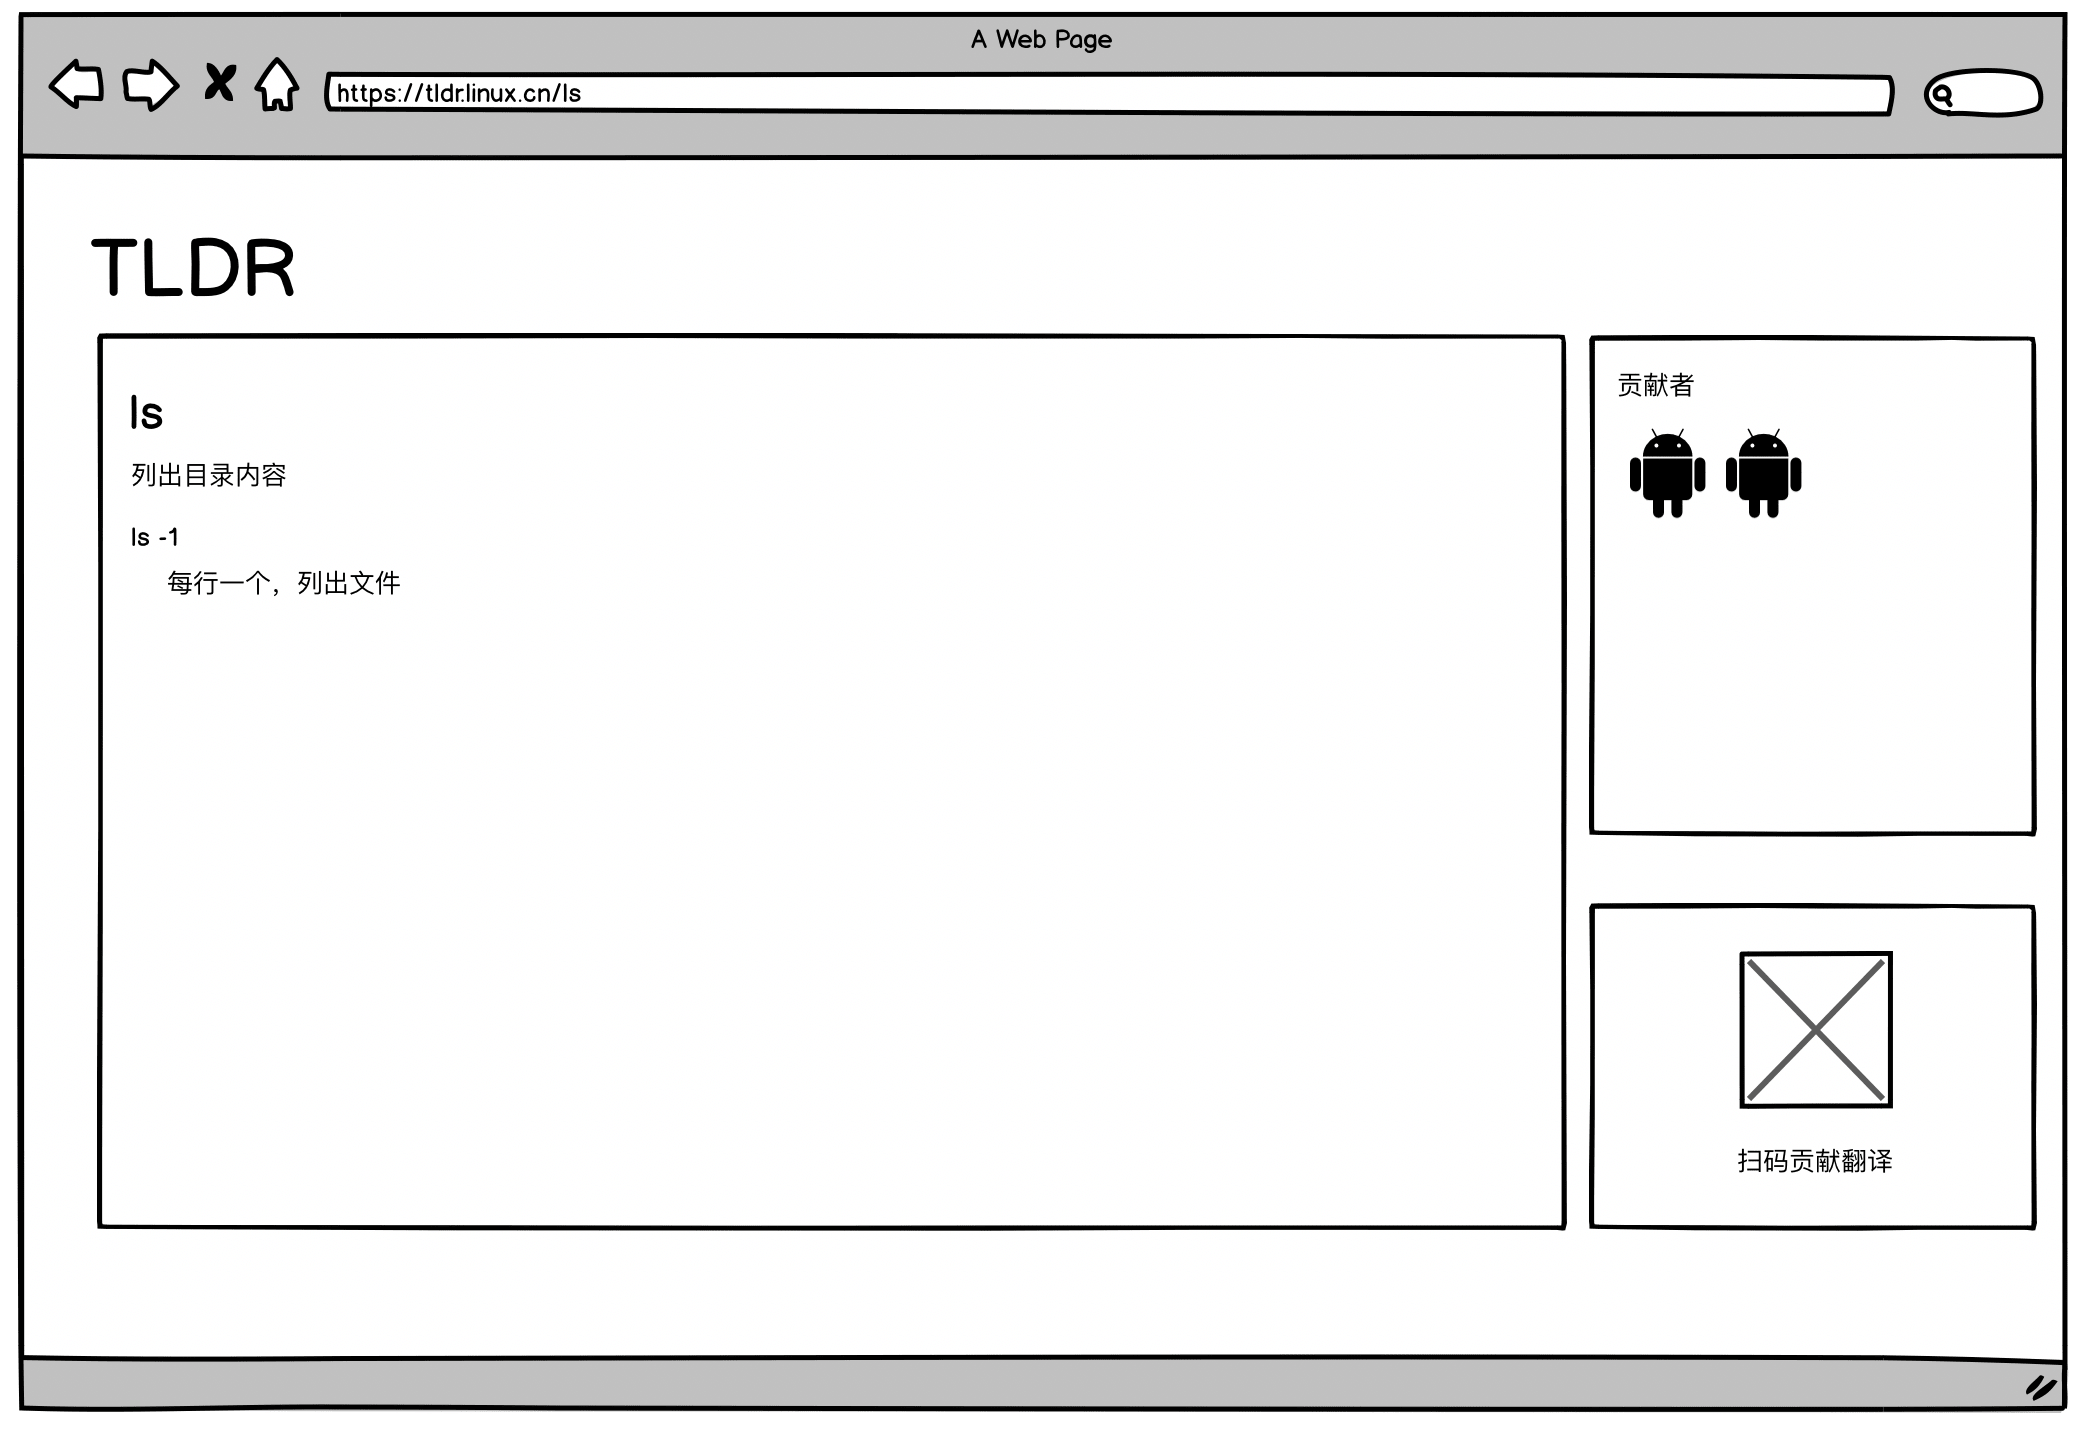 A Web Page
https://tldr.linux.cn/ls
TLDR
ls
列出目录内容
ls -1
每行一个，列出文件
贡献者
扫码贡献翻译